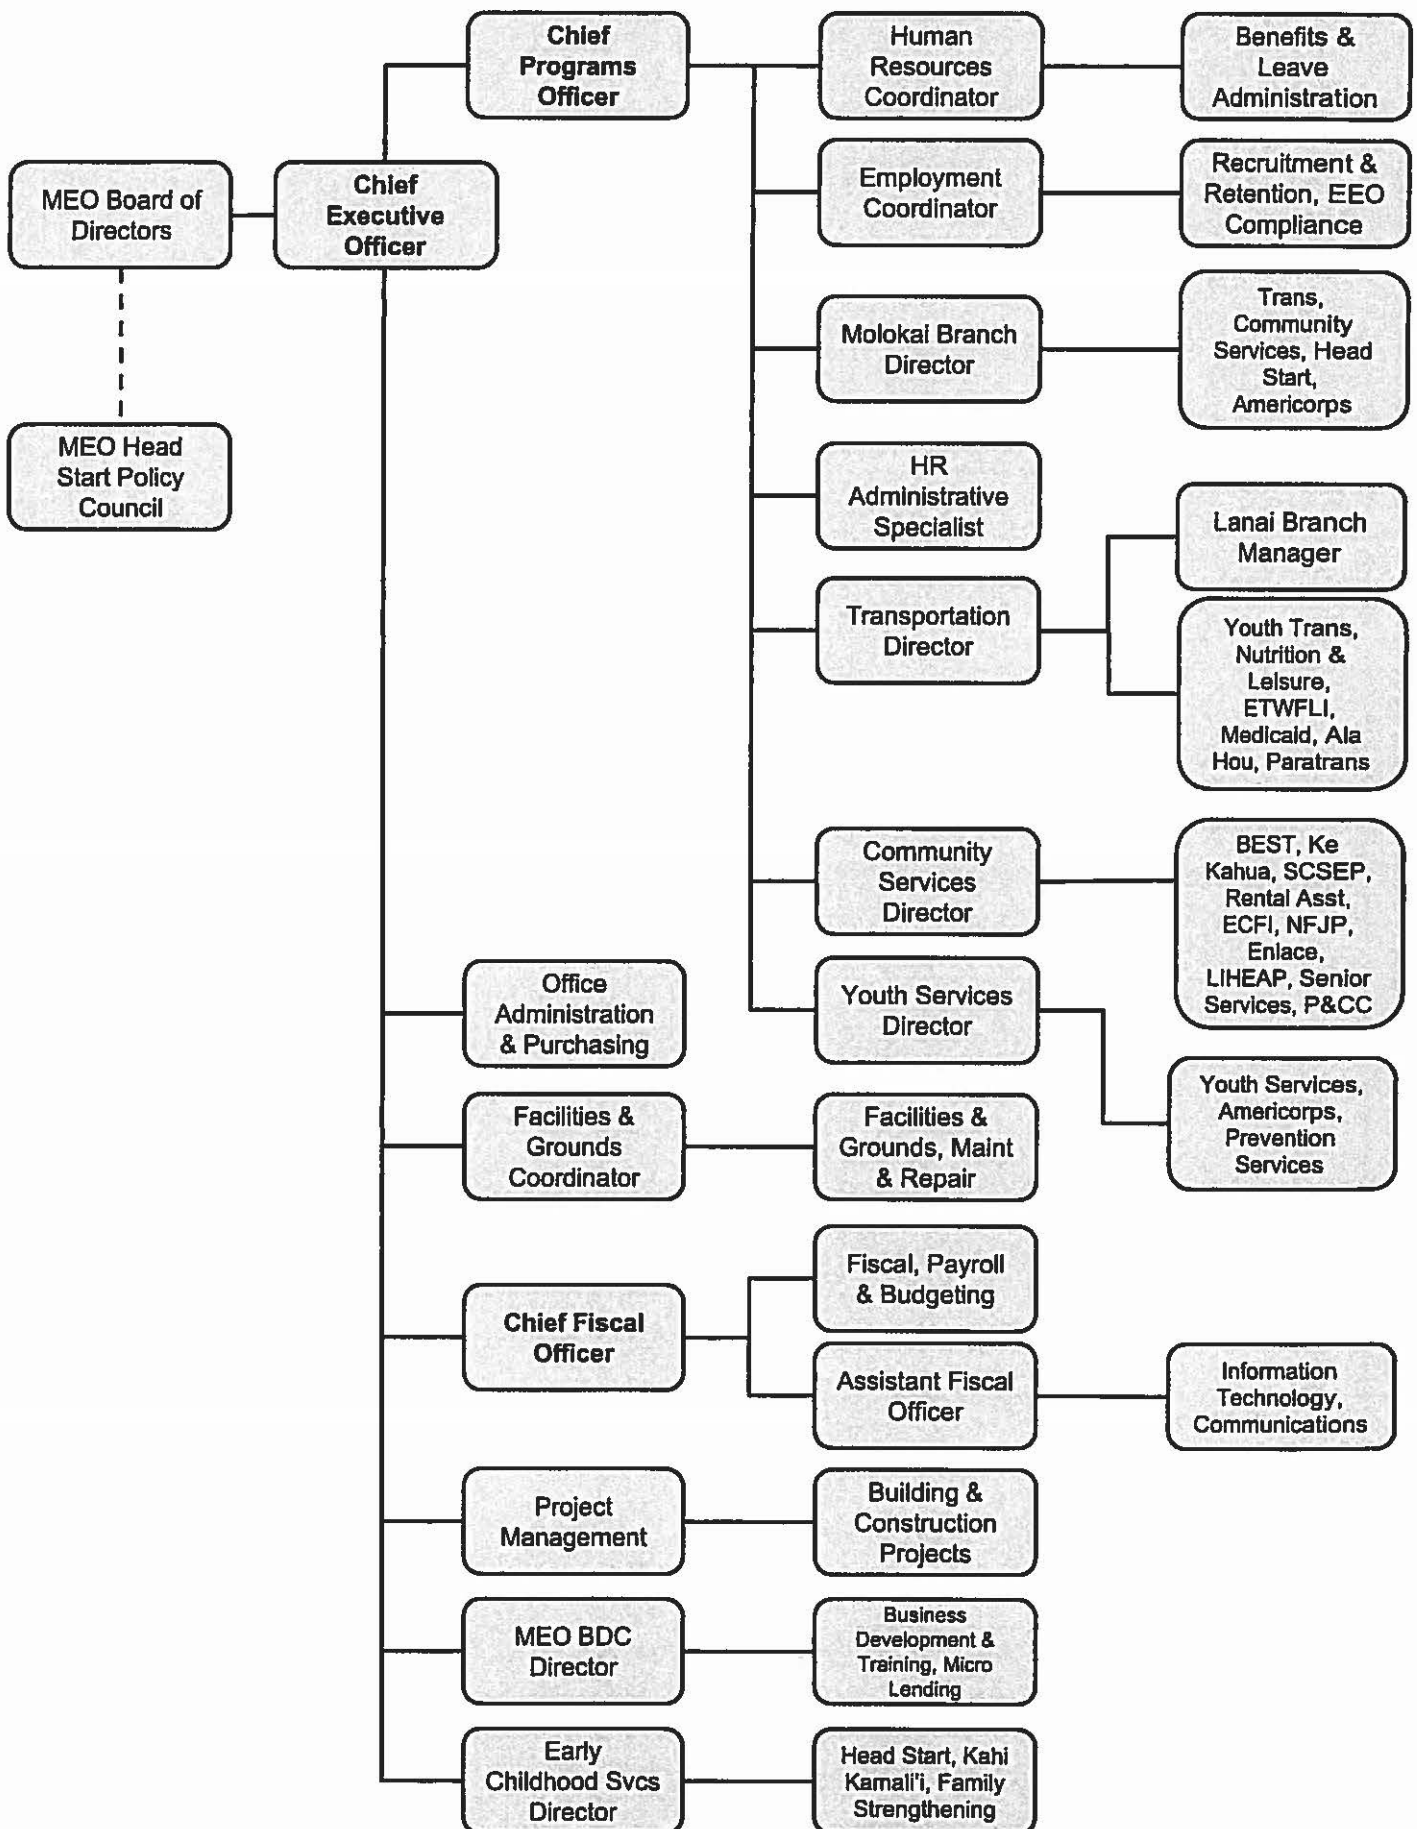 Chief
Programs
Officer
Human
Resources
Coordinator
Benefits &
Leave
Administration
MEO Board of
Directors
Chief
Executive
Officer
Employment
Coordinator
Recruitment &
Retention, EEO
Compliance
Molokai Branch
Director
Trans,
Community
Services, Head
Start,
Americorps
MEO Head
Start Policy
Council
HR
Administrative
Specialist
Lanai Branch
Manager
Transportation
Director
Youth Trans,
Nutrition &
Leisure,
ETWFLI,
Medicaid, Ala
Hou, Paratrans
Community
Services
Director
BEST, Ke
Kahua, SCSEP,
Rental Asst,
ECFI, NFJP,
Enlace,
LIHEAP, Senior
Services, P&CC
Office
Administration
& Purchasing
Youth Services
Director
Youth Services,
Americorps,
Prevention
Services
Facilities &
Grounds
Coordinator
Facilities &
Grounds, Maint
& Repair
Chief Fiscal
Officer
Fiscal, Payroll
& Budgeting
Assistant Fiscal
Officer
Information
Technology,
Communications
Project
Management
Building &
Construction
Projects
MEO BDC
Director
Business
Development &
Training, Micro
Lending
Early
Childhood Svcs
Director
Head Start, Kahi
Kamali'i, Family
Strengthening